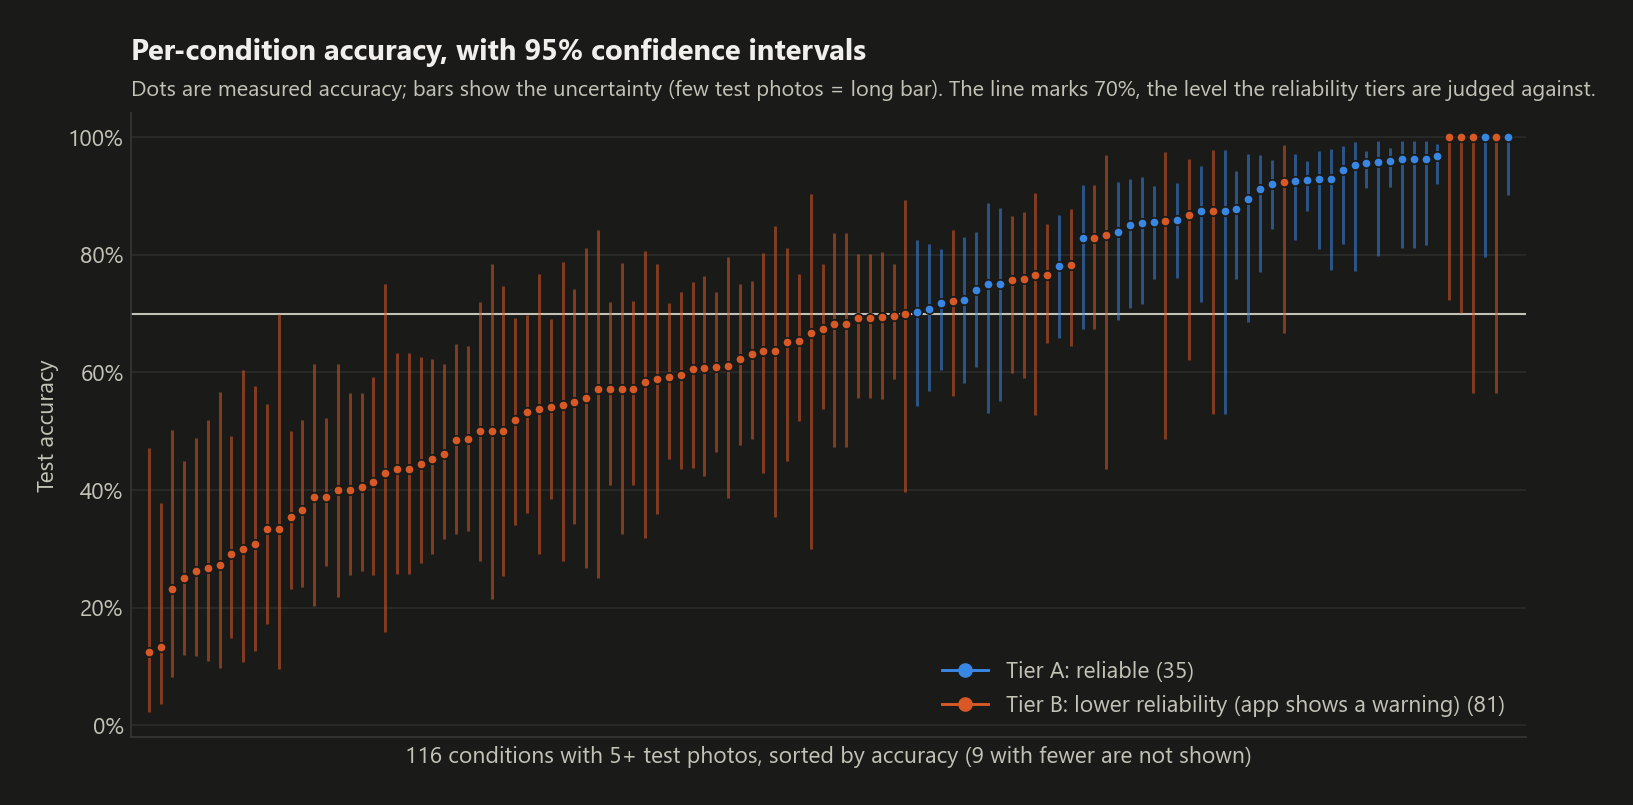 Per-condition accuracy, with 95% confidence intervals
Dots are measured accuracy; bars show the uncertainty (few test photos = long bar). The line marks 70%, the level the reliability tiers are judged against.
100%
80%
60%
40%
20%
0%
Test accuracy
Tier A: reliable (35)
Tier B: lower reliability (app shows a warning) (81)
116 conditions with 5+ test photos, sorted by accuracy (9 with fewer are not shown)